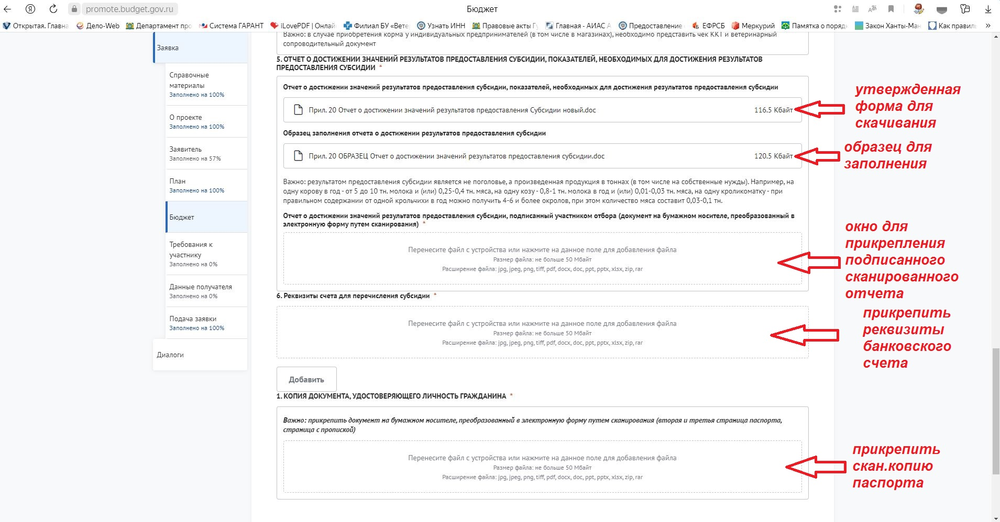 promote.budget.gov.ru
Бюджет
Открытая. Главна
Дело-Web
Департамент про
Система ГАРАНТ
iLovePDF | Онлай
Филиал БУ «Вете
Узнать ИНН
Правовые акты Г
Главная - АИАС А
Предоставление
ЕФРСБ
Меркурий
Памятка о поряд
Закон Ханты-Ман
Как правил
»
Заявка
Справочные
материалы
Заполнено на 100%
О проекте
Заполнено на 100%
Заявитель
Заполнено на 57%
План
Заполнено на 100%
Бюджет
Требования к
участнику
Заполнено на 0%
Данные получателя
Заполнено на 0%
Подача заявки
Заполнено на 100%
Диалоги
Важно: в случае приобретения корма у индивидуальных предпринимателей (в том числе в магазинах), необходимо представить чек ККТ и ветеринарный
сопроводительный документ
5. ОТЧЕТ О ДОСТИЖЕНИИ ЗНАЧЕНИЙ РЕЗУЛЬТАТОВ ПРЕДОСТАВЛЕНИЯ СУБСИДИИ, ПОКАЗАТЕЛЕЙ, НЕОБХОДИМЫХ ДЛЯ ДОСТИЖЕНИЯ РЕЗУЛЬТАТОВ
ПРЕДОСТАВЛЕНИЯ СУБСИДИИ *
Отчет о достижении значений результатов предоставления субсидии, показателей, необходимых для достижения результатов предоставления субсидии
Прил. 20 Отчет о достижении значений результатов предоставления Субсидии новый.doc
116.5 Кбайт
утвержденная
форма для
скачивания
Образец заполнения отчета о достижении результатов предоставления субсидии
Прил. 20 ОБРАЗЕЦ Отчет о достижении значений результатов предоставления субсидии.doc
120.5 Кбайт
образец для
заполнения
Важно: результатом предоставления субсидии является не поголовье, а произведенная продукция в тоннах (в том числе на собственные нужды). Например, на
одну корову в год - от 5 до 10 тн. молока и (или) 0,25-0,4 тн. мяса, на одну козу - 0,8-1 тн. молока в год и (или) 0,01-0,03 тн. мяса, на одну кроликоматку - при
правильном содержании от одной крольчихи в год можно получить 4-6 и более окролов, при этом количество мяса составит 0,03-0,1 тн.
Отчет о достижении значений результатов предоставления субсидии, подписанный участником отбора (документ на бумажном носителе, преобразованный в
электронную форму путем сканирования) *
Перенесите файл с устройства или нажмите на данное поле для добавления файла
Размер файла: не больше 50 Мбайт
Расширение файла: jpg, jpeg, png, tiff, pdf, docx, doc, ppt, pptx, xlsx, zip, rar
окно для
прикрепления
подписанного
сканированного
отчета
6. Реквизиты счета для перечисления субсидии *
Перенесите файл с устройства или нажмите на данное поле для добавления файла
Размер файла: не больше 50 Мбайт
Расширение файла: jpg, jpeg, png, tiff, pdf, docx, doc, ppt, pptx, xlsx, zip, rar
прикрепить
реквизиты
банковского
счета
Добавить
1. КОПИЯ ДОКУМЕНТА, УДОСТОВЕРЯЮЩЕГО ЛИЧНОСТЬ ГРАЖДАНИНА *
Важно: прикрепить документ на бумажном носителе, преобразованный в электронную форму путем сканирования (вторая и третья страница паспорта,
страница с пропиской)
Перенесите файл с устройства или нажмите на данное поле для добавления файла
Размер файла: не больше 50 Мбайт
Расширение файла: jpg, jpeg, png, tiff, pdf, docx, doc, ppt, pptx, xlsx, zip, rar
прикрепить
скан.копию
паспорта